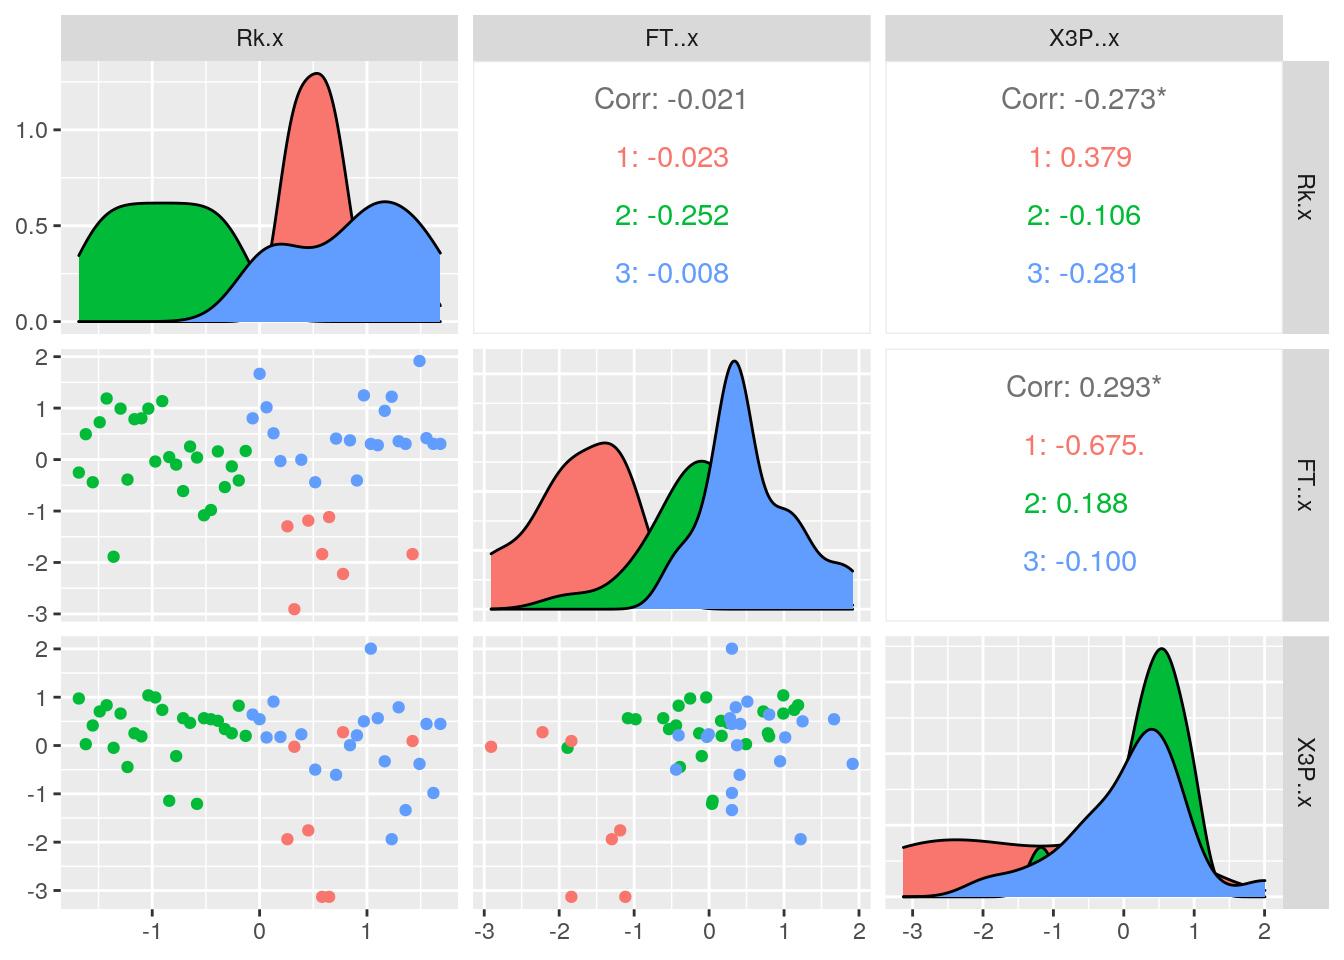 Rk.x FT..x X3P..x
1.0
0.5
0.0
Corr: -0.021
1: -0.023
2: -0.252
3: -0.008
Corr: -0.273*
1: 0.379
2: -0.106
3: -0.281
Rk.x
2
1
0
-1
-2
-3
Corr: 0.293*
1: -0.675.
2: 0.188
3: -0.100
FT..x
2
1
0
-1
-2
-3
X3P..x
-1 0 1
-3 -2 -1 0 1 2
-3 -2 -1 0 1 2